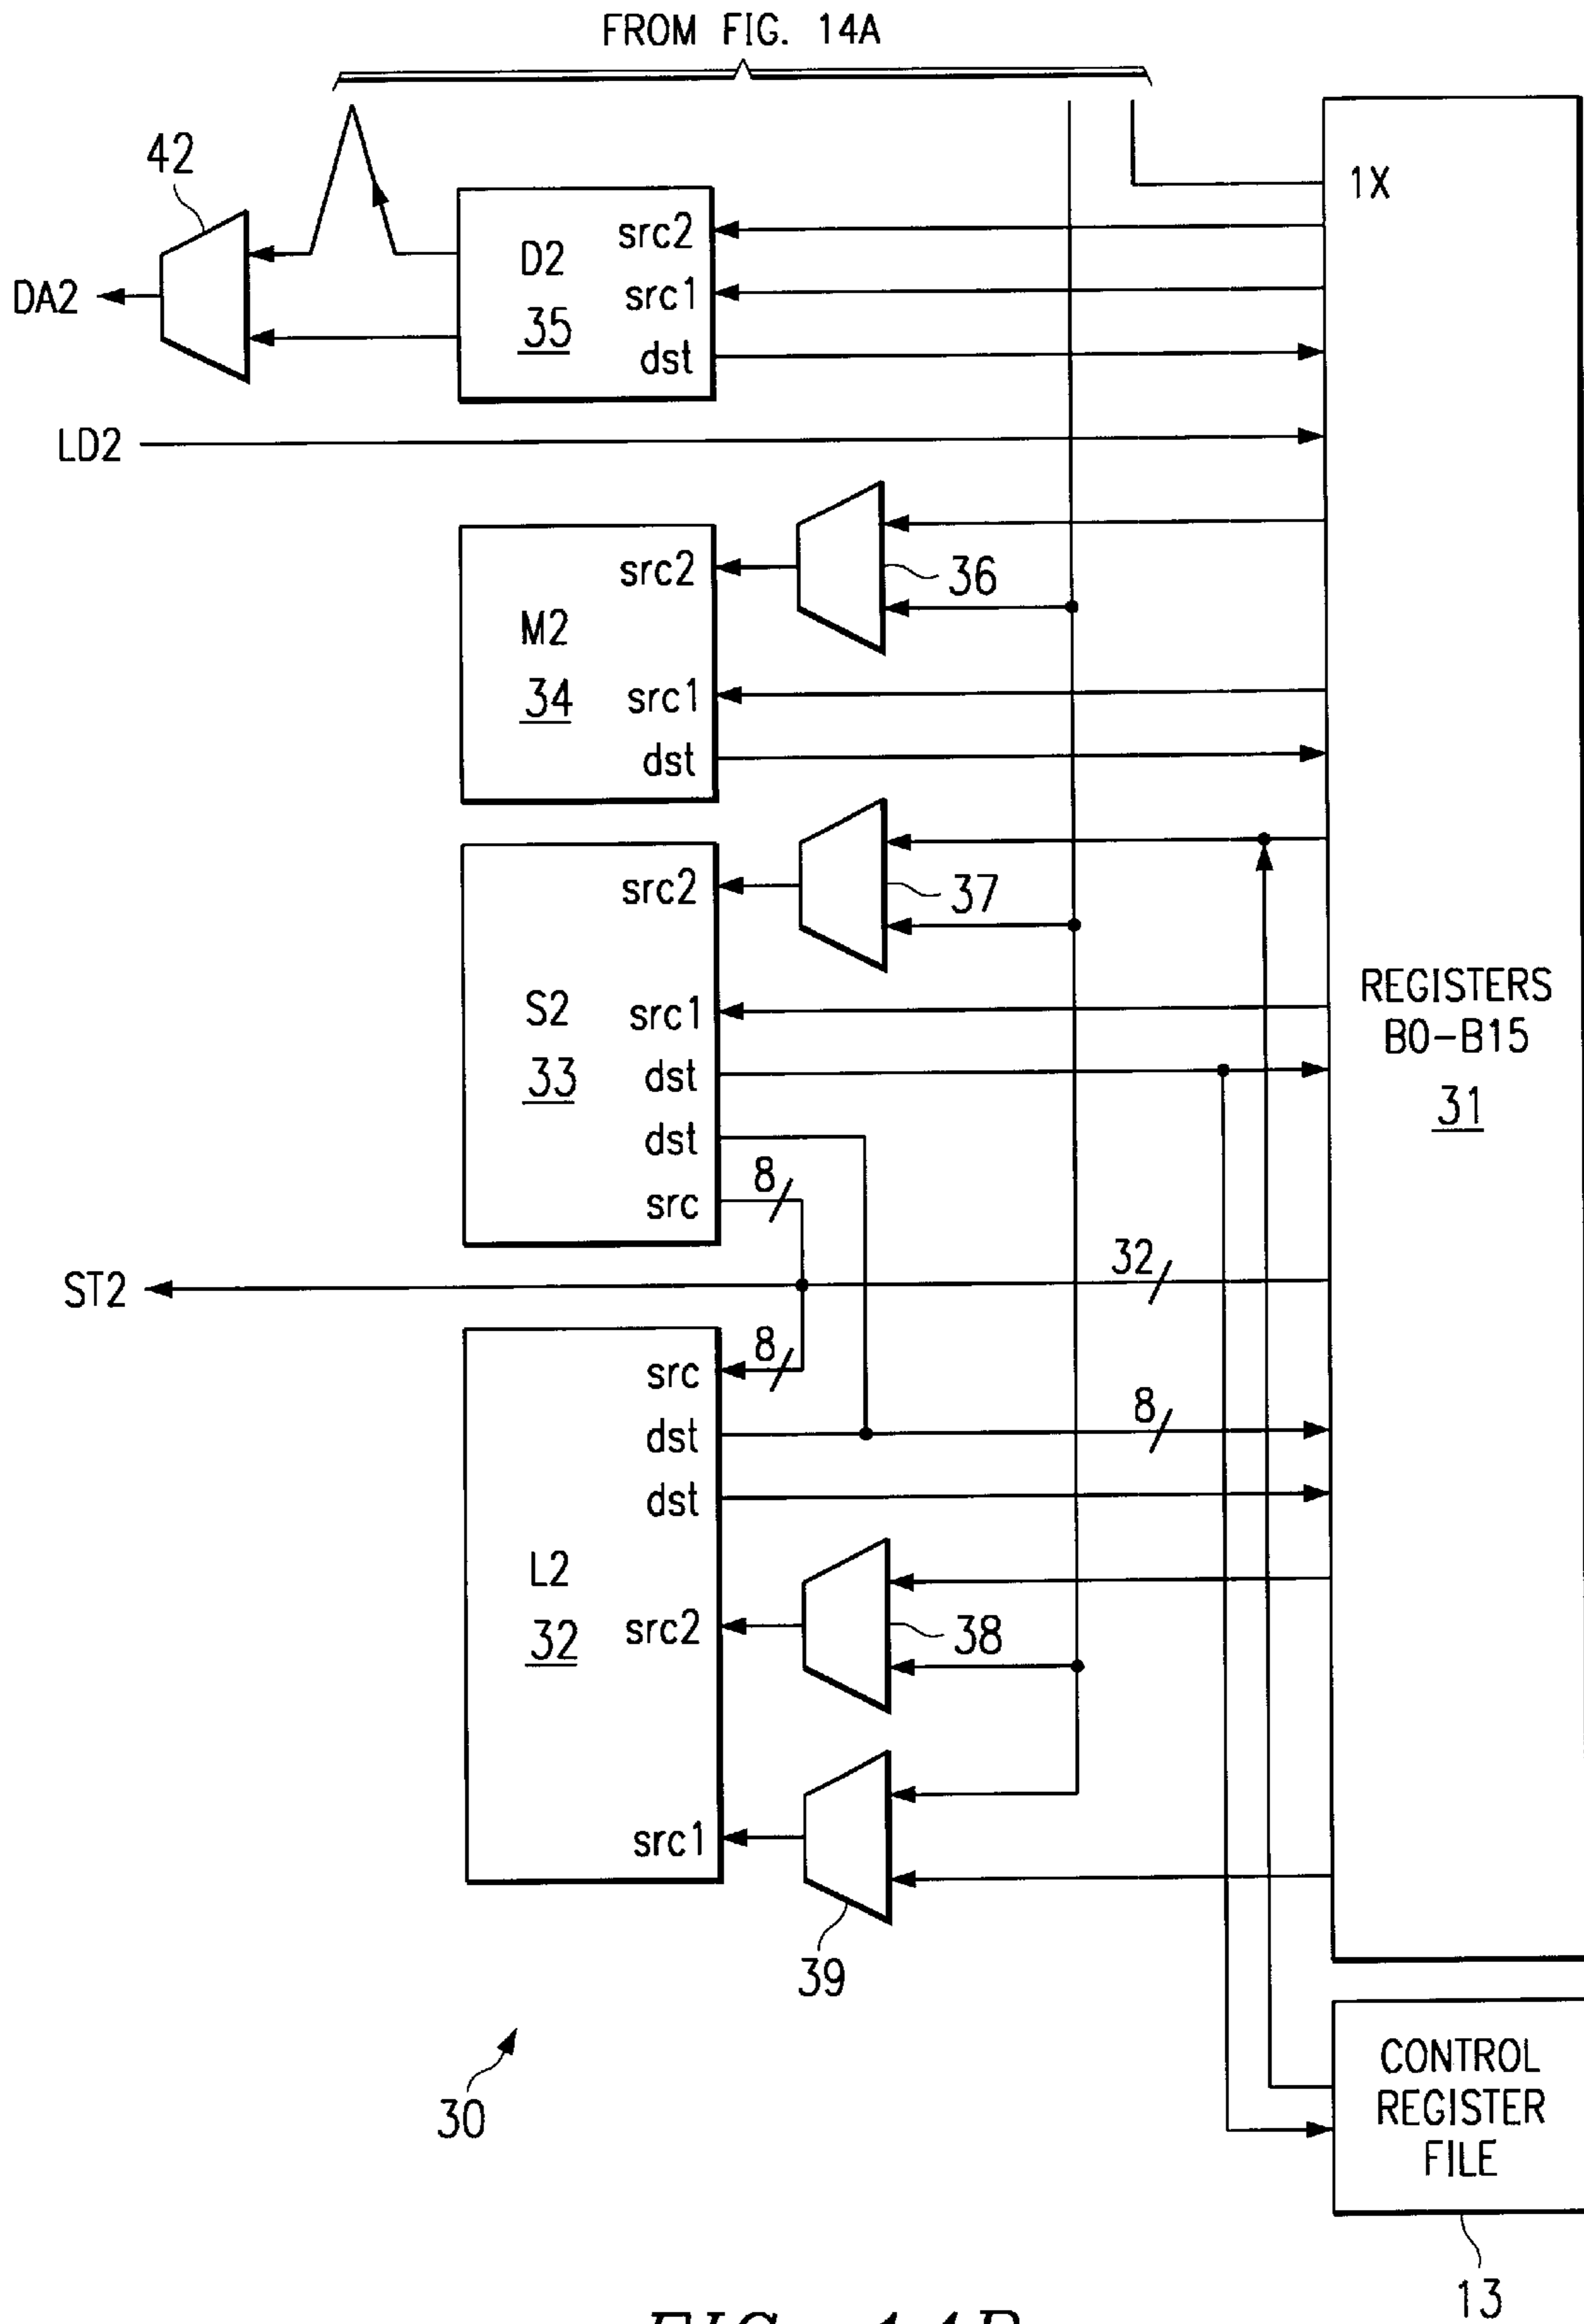 FROM FIG. 14A
42
1X
src2
D2
src1
DA2
35
dst
LD2
src2
36
M2
34
src1
dst
src2
37
REGISTERS
B0-B15
31
S2
src1
33
dst
dst
8
src
32
ST2
8
src
8
dst
dst
L2
32
src2
38
src1
39
30
CONTROL
REGISTER
FILE
13